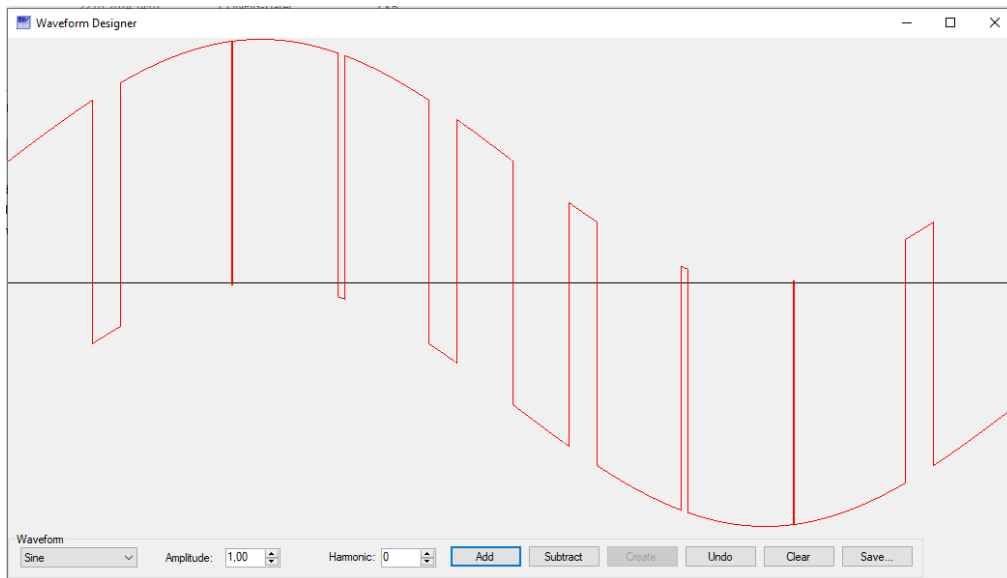 Waveform Designer
Waveform
Sine Amplitude: 1,00 Harmonic: 0 Add Subtract Create Undo Clear Save...